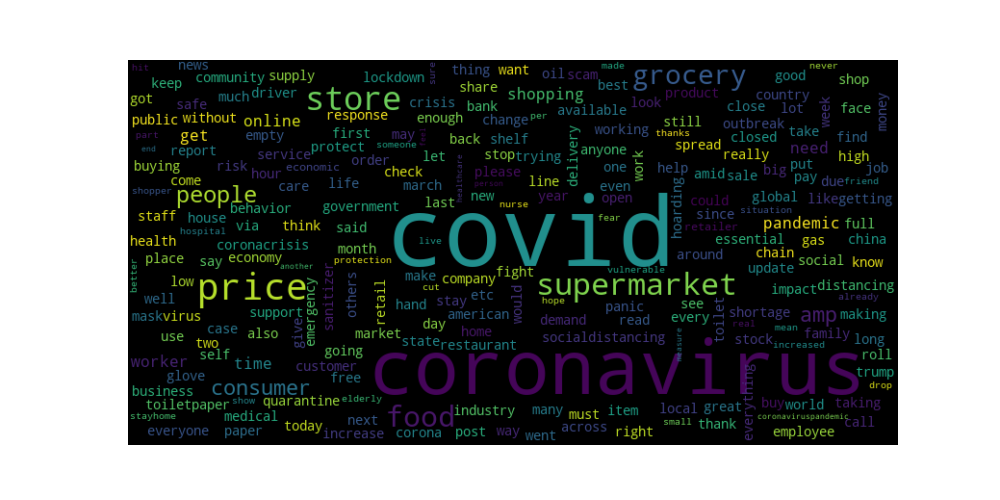 hit
news
thing
want
oil
scam
made
grocery
never
keep
community
supply
lockdown
sure
share
best
good
shop
got
much
driver
store
crisis
bank
shopping
available
look
product
country
week
money
safe
public
without
online
response
enough
change
per
close
lot
face
part
get
empty
first
protect
someone
may
feel
back
shelf
working
still
thanks
spread
outbreak
closed
take
find
end
report
service
order
let
stop
trying
delivery
anyone
work
really
need
high
buying
risk
hour
economic
check
healthcare
please
one
help
amid
sale
big
put
pay
job
come
care
life
march
line
person
even
due
friend
shopper
people
government
last
new
year
open
hoarding
could
global
like
getting
staff
house
behavior
nurse
covid
fear
since
situation
hospital
via
think
said
retailer
pandemic
full
health
coronacrisis
month
live
essential
gas
china
place
say
economy
protection
around
chain
social
know
better
another
fight
vulnerable
update
low
price
emergency
sanitizer
others
retail
make
company
cut
supermarket
impact
distancing
well
support
hand
stay
etc
would
hope
panic
see
toilet
shortage
amp
already
mask
virus
give
american
demand
read
every
making
use
case
also
market
day
home
socialdistancing
real
mean
family
two
state
restaurant
measure
stock
increased
long
worker
self
time
going
customer
coronavirus
roll
glove
consumer
free
everything
trump
drop
business
show
quarantine
elderly
toiletpaper
food
industry
many
must
item
local
great
buy
world
taking
stayhome
medical
today
next
across
small
thank
coronaviruspandemic
call
everyone
paper
increase
corona
post
way
went
right
employee